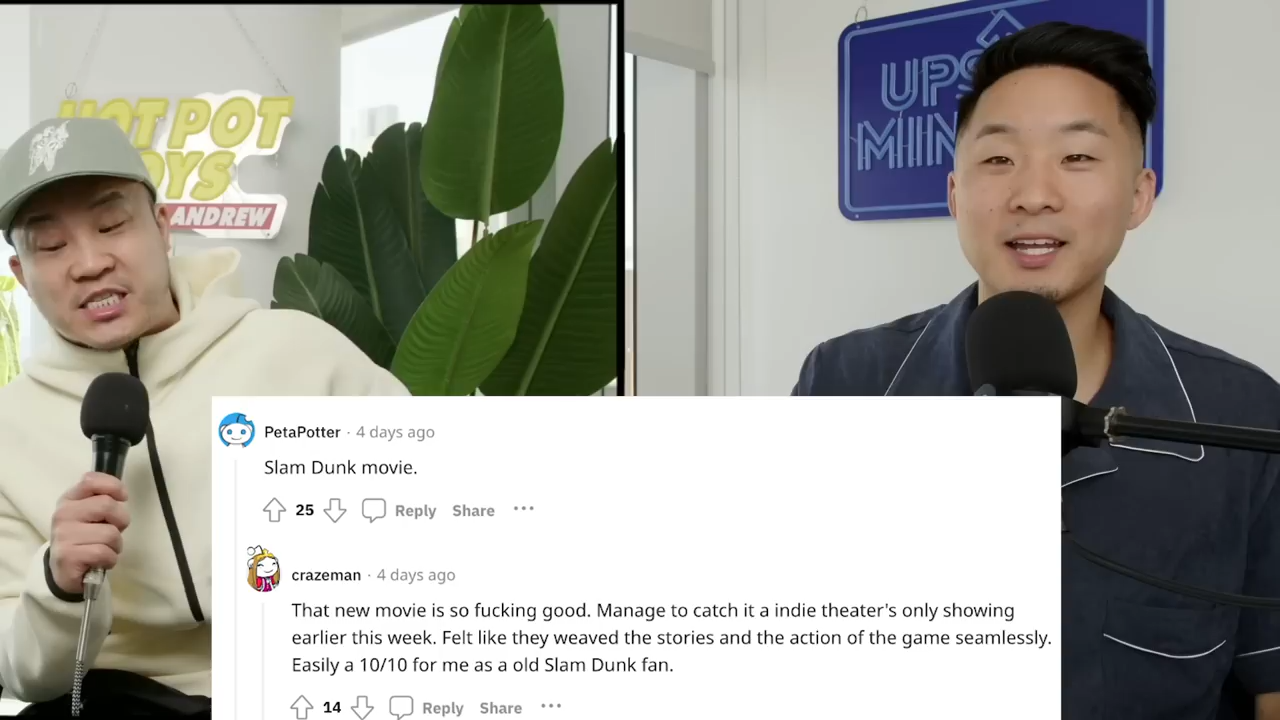 HOT POT
ANDREW
UPS
MIN
PetaPotter · 4 days ago
Slam Dunk movie.
25 Reply Share ···
crazeman · 4 days ago
That new movie is so fucking good. Manage to catch it a indie theater's only showing
earlier this week. Felt like they weaved the stories and the action of the game seamlessly.
Easily a 10/10 for me as a old Slam Dunk fan.
14 Reply Share ···